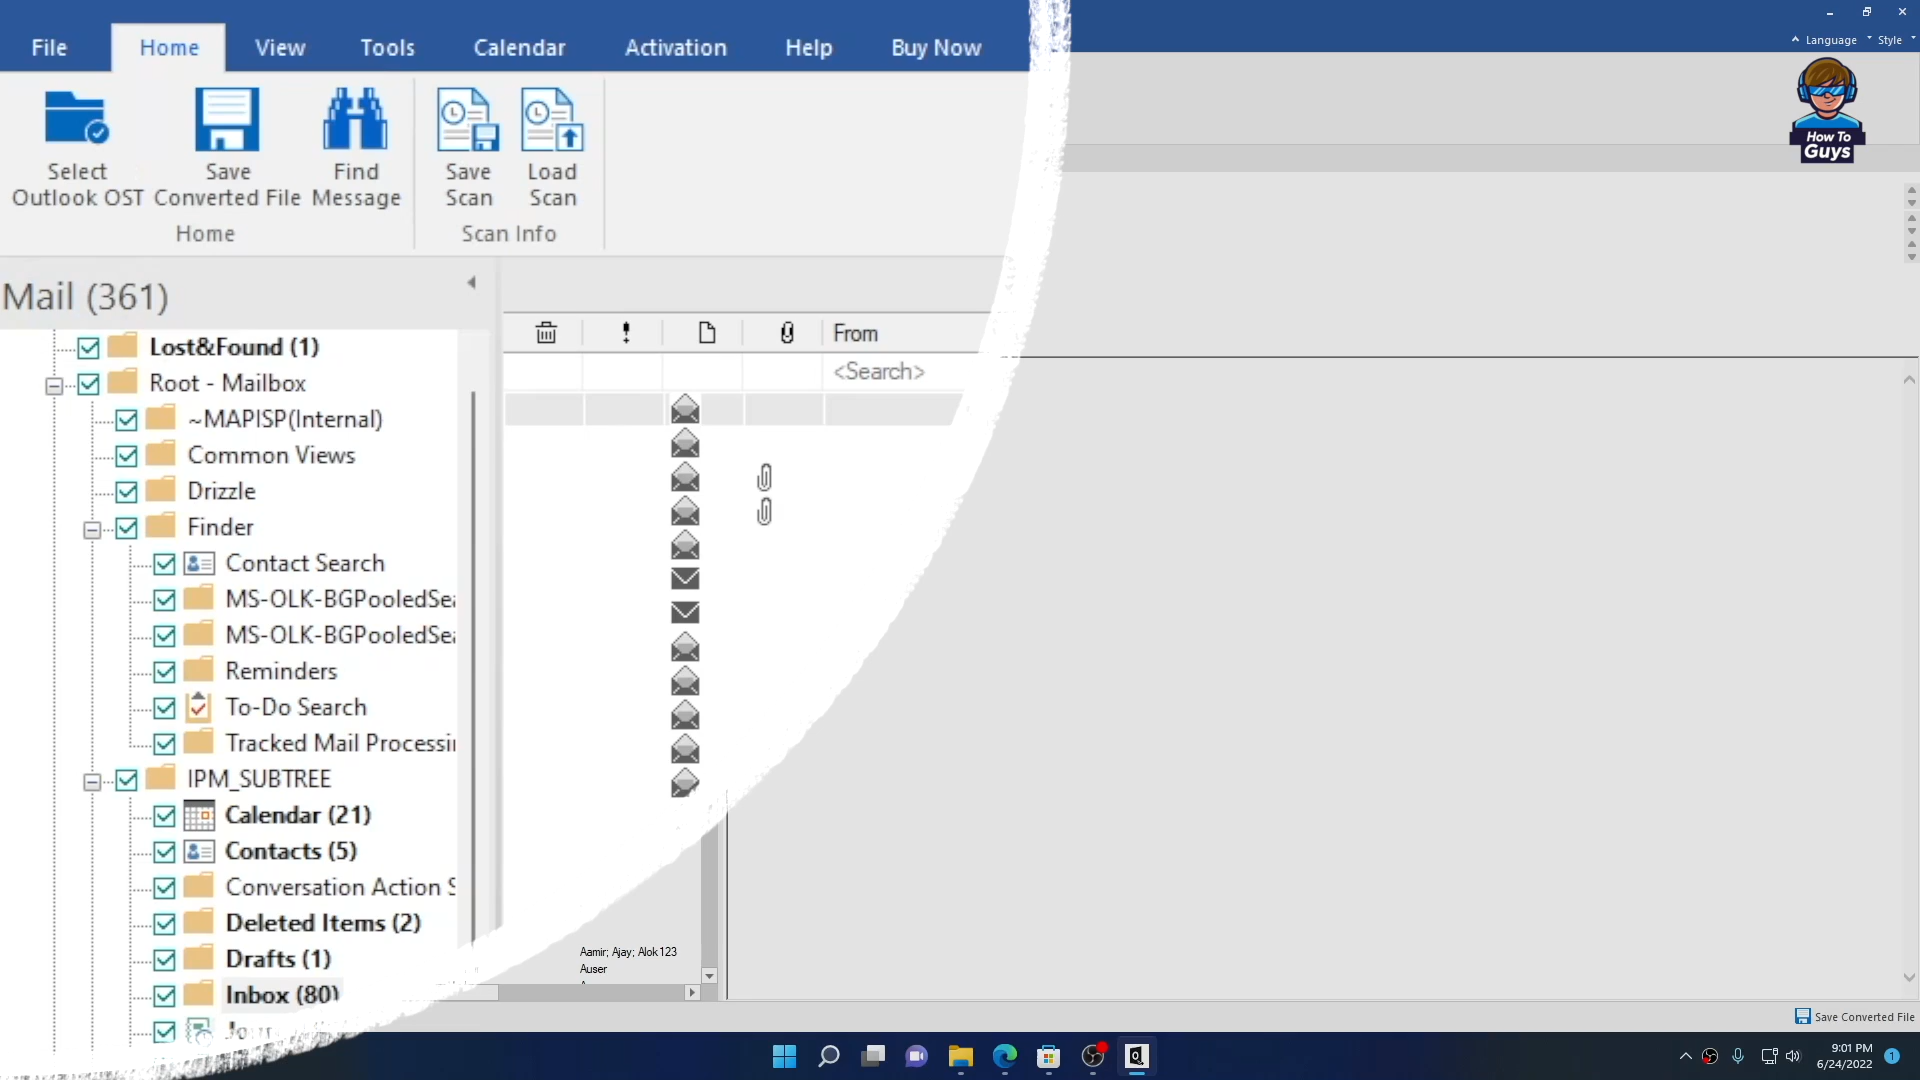 File Home View Tools Calendar Activation Help Buy Now
Language Style
How To
Guys
Select
Outlook OST
Save
Converted File
Find
Message
Save
Scan
Load
Scan
Home
Scan Info
Mail (361)
From
<Search>
Lost&Found (1)
Root - Mailbox
~MAPISP(Internal)
Common Views
Drizzle
Finder
Contact Search
MS-OLK-BGPooledSea
MS-OLK-BGPooledSea
Reminders
To-Do Search
Tracked Mail Processin
IPM_SUBTREE
Calendar (21)
Contacts (5)
Conversation Action S
Deleted Items (2)
Drafts (1)
Inbox (80)
Aamir; Ajay; Alok123
Auser
Save Converted File
9:01 PM
6/24/2022
1